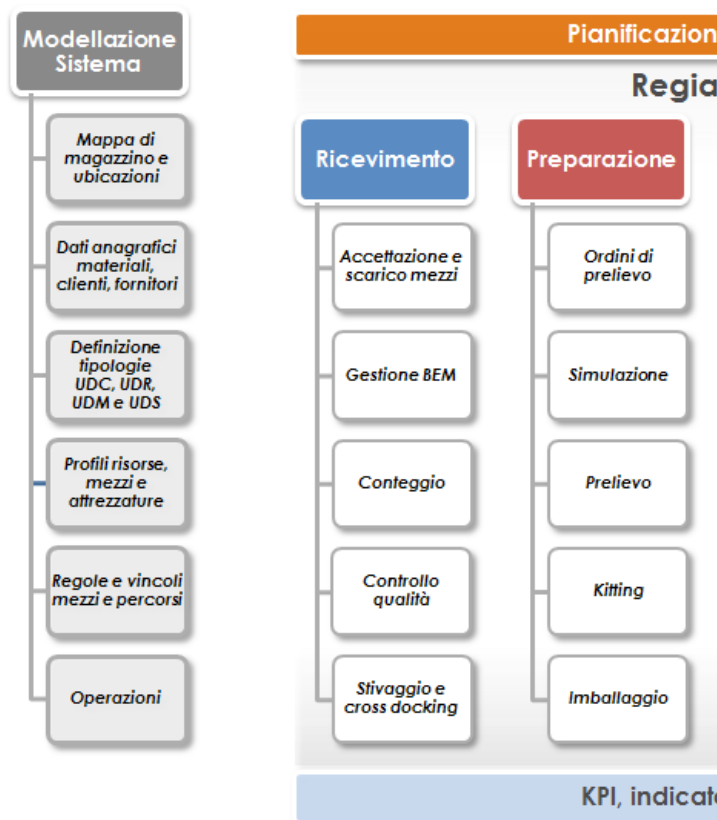 Modellazione
Sistema
Mappa di
magazzino e
ubicazioni
Dati anagrafici
materiali,
clienti, fornitori
Definizione
tipologie
UDC, UDR,
UDM e UDS
Profili risorse,
mezzi e
attrezzature
Regole e vincoli
mezzi e percorsi
Operazioni
Pianificazion
Regia
Ricevimento
Accettazione e
scarico mezzi
Gestione BEM
Conteggio
Controllo
qualità
Stivaggio e
cross docking
Preparazione
Ordini di
prelievo
Simulazione
Prelievo
Kitting
Imballaggio
KPI, indicat